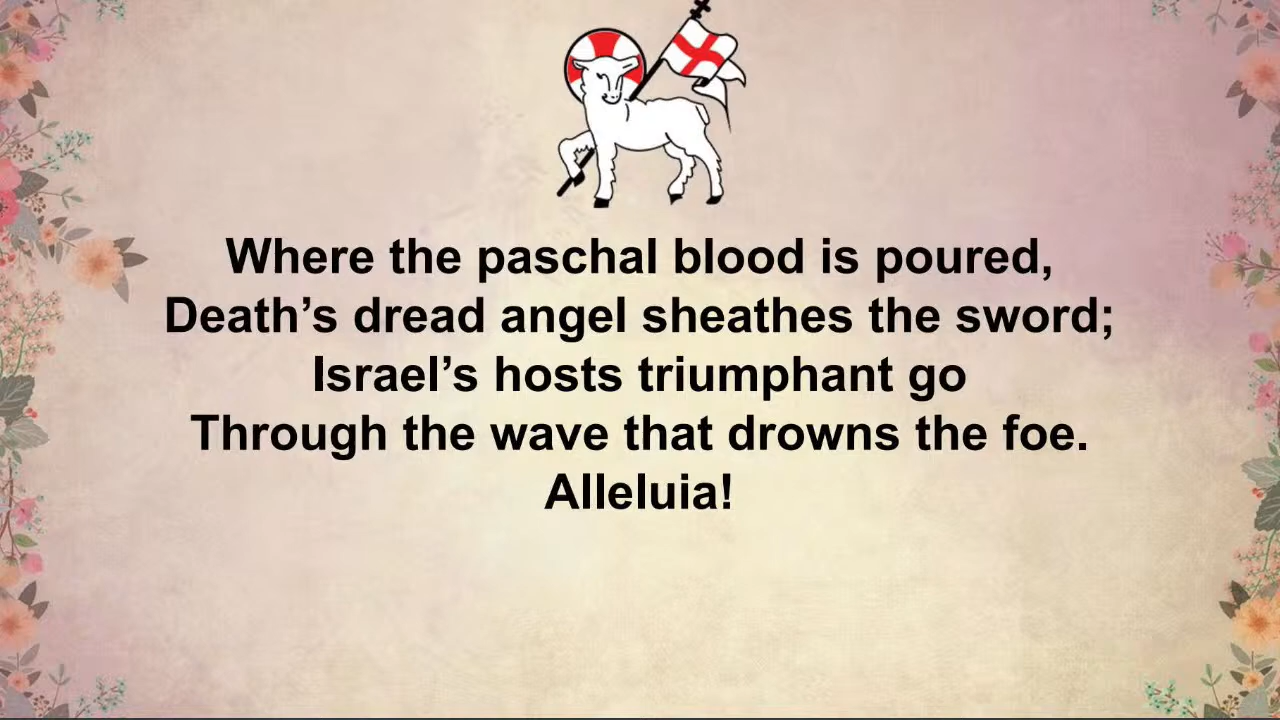 Where the paschal blood is poured,
Death’s dread angel sheathes the sword;
Israel’s hosts triumphant go
Through the wave that drowns the foe.
Alleluia!